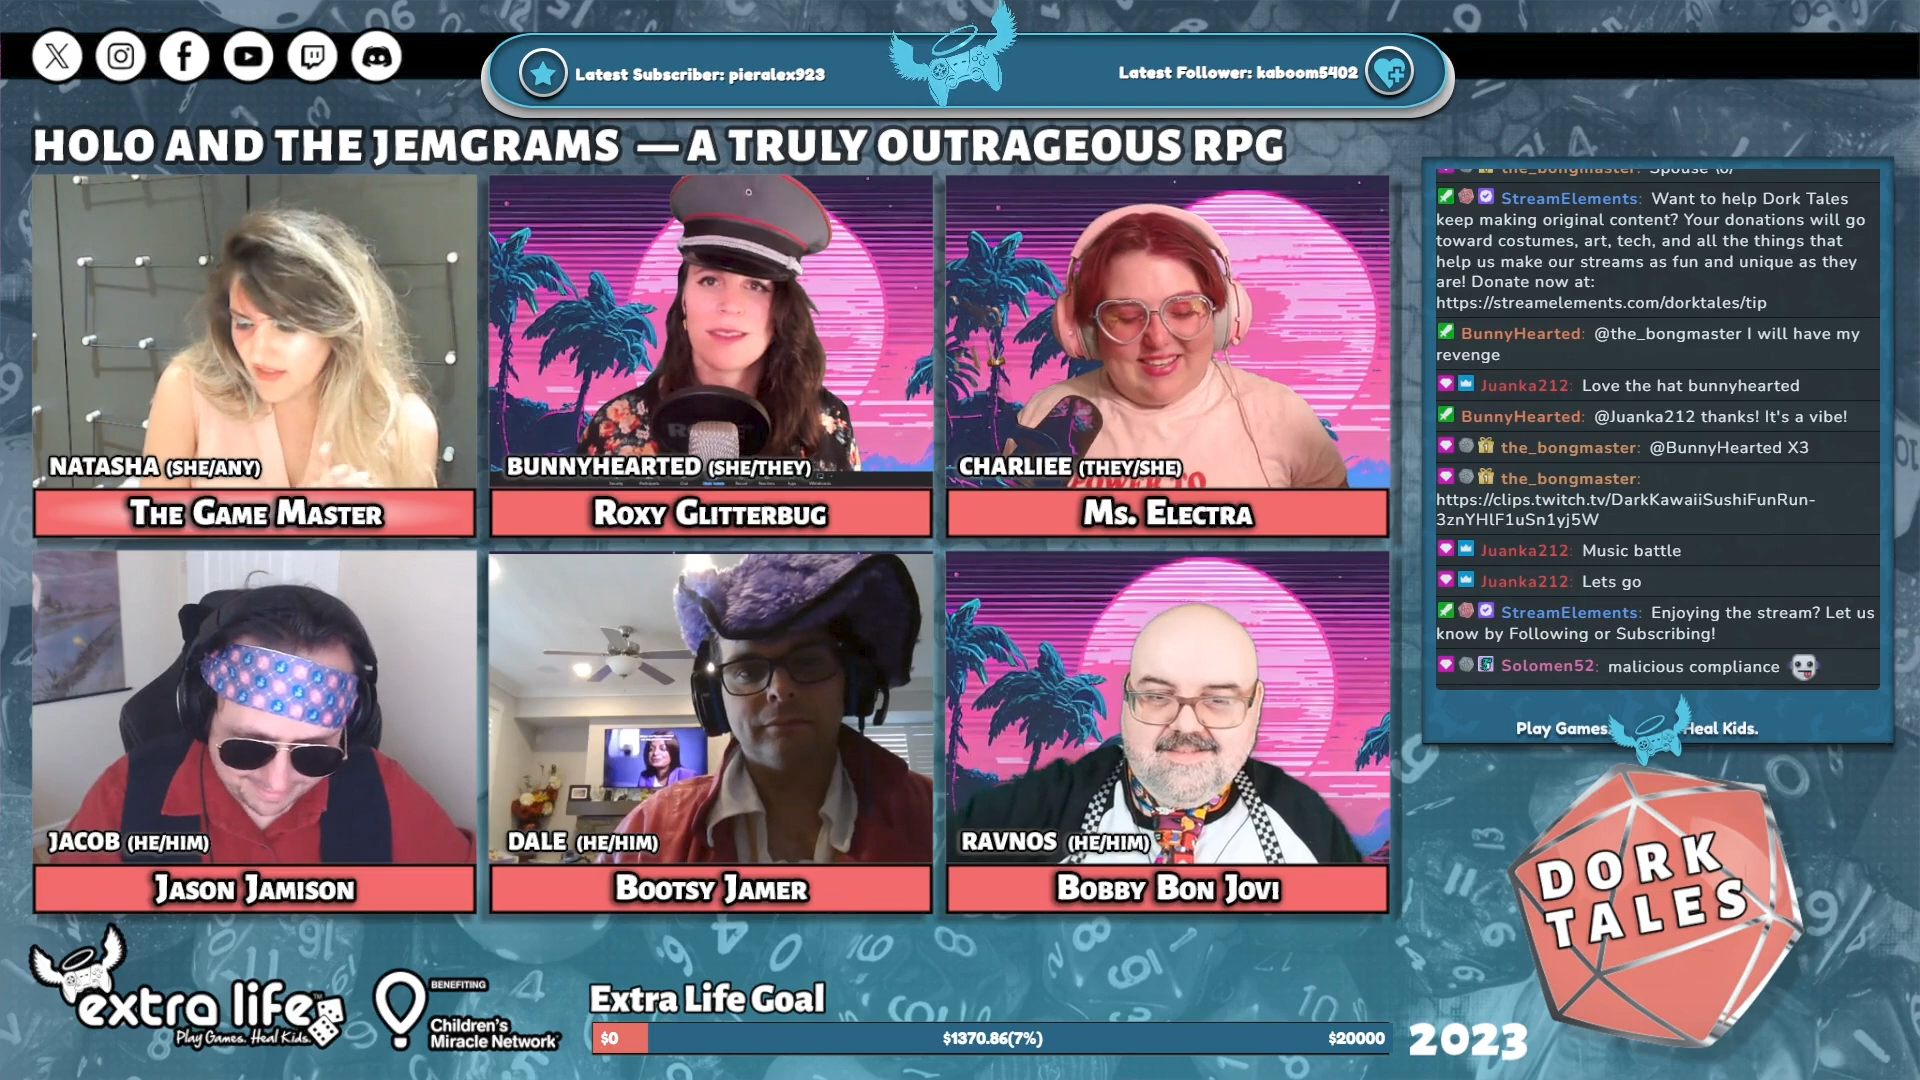 Latest Subscriber: pieralex923
Latest Follower: kaboom5402
HOLO AND THE JEMGRAMS — A TRULY OUTRAGEOUS RPG
NATASHA (SHE/ANY)
THE GAME MASTER
BUNNYHEARTED (SHE/THEY)
ROXY GLITTERBUG
CHARLIEE (THEY/SHE)
MS. ELECTRA
JACOB (HE/HIM)
JASON JAMISON
DALE (HE/HIM)
BOOTSY JAMER
RAVNOS (HE/HIM)
BOBBY BON JOVI
the_bongmaster: Spouse
StreamElements: Want to help Dork Tales
keep making original content? Your donations will go
toward costumes, art, tech, and all the things that
help us make our streams as fun and unique as they
are! Donate now at:
https://streamelements.com/dorktales/tip
BunnyHearted: @the_bongmaster I will have my
revenge
Juanka212: Love the hat bunnyhearted
BunnyHearted: @Juanka212 thanks! It's a vibe!
the_bongmaster: @BunnyHearted X3
the_bongmaster:
https://clips.twitch.tv/DarkKawaiiSushiFunRun-
3znYHlF1uSn1yj5W
Juanka212: Music battle
Juanka212: Lets go
StreamElements: Enjoying the stream? Let us
know by Following or Subscribing!
Solomen52: malicious compliance
Play Games. Heal Kids.
DORK
TALES
extra life
Play Games. Heal Kids.
BENEFITING
Children's
Miracle Network
Extra Life Goal
$0 $1370.86(7%) $20000
2023